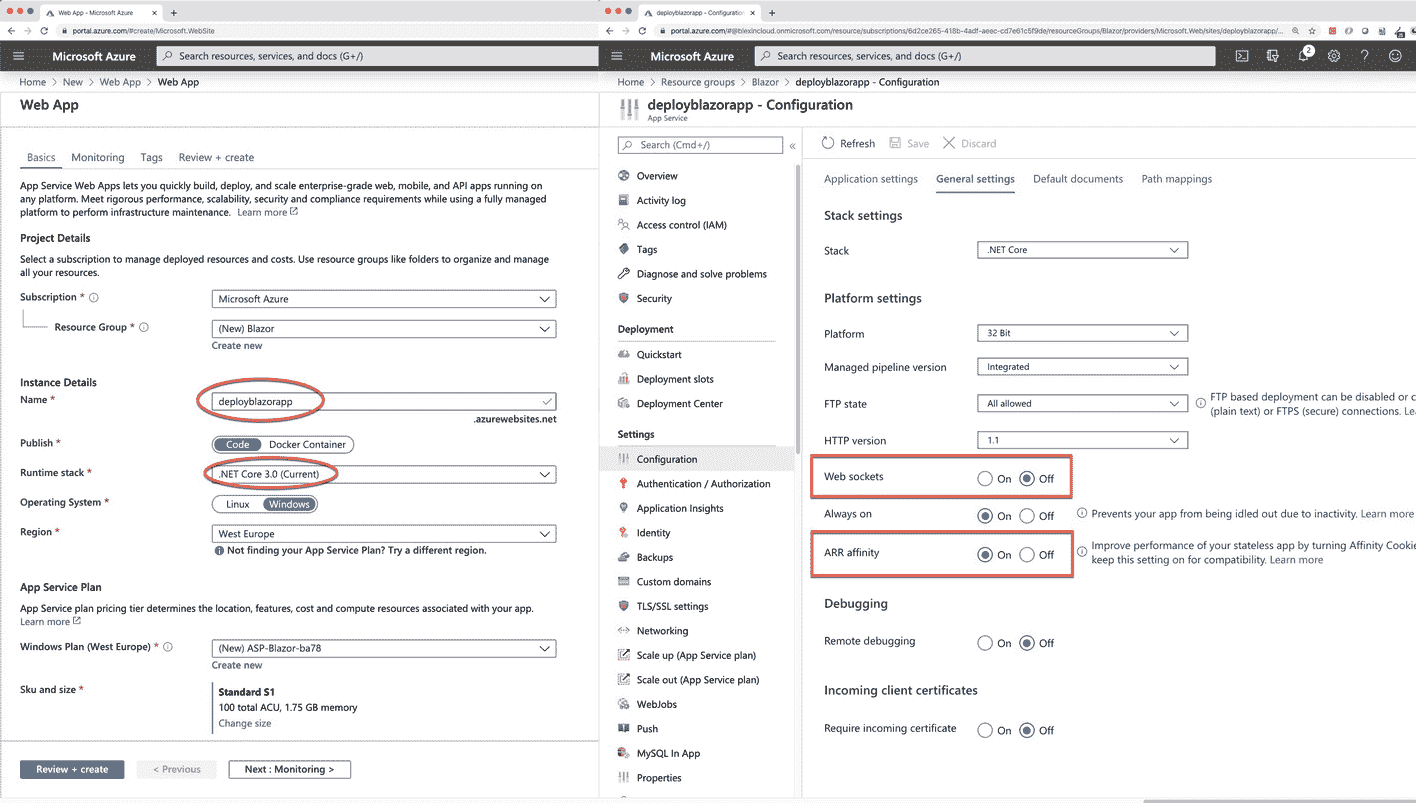 Web App - Microsoft Azure
portal.azure.com/#create/Microsoft.WebSite
Microsoft Azure
Search resources, services, and docs (G+/)
Home > New > Web App > Web App
Web App
Basics Monitoring Tags Review + create
App Service Web Apps lets you quickly build, deploy, and scale enterprise-grade web, mobile, and API apps running on
any platform. Meet rigorous performance, scalability, security and compliance requirements while using a fully managed
platform to perform infrastructure maintenance. Learn more
Project Details
Select a subscription to manage deployed resources and costs. Use resource groups like folders to organize and manage
all your resources.
Subscription *
Microsoft Azure
Resource Group *
(New) Blazor
Create new
Instance Details
Name *
deployblazorapp
.azurewebsites.net
Publish *
Code Docker Container
Runtime stack *
.NET Core 3.0 (Current)
Operating System *
Linux Windows
Region *
West Europe
Not finding your App Service Plan? Try a different region.
App Service Plan
App Service plan pricing tier determines the location, features, cost and compute resources associated with your app.
Learn more
Windows Plan (West Europe) *
(New) ASP-Blazor-ba78
Create new
Sku and size *
Standard S1
100 total ACU, 1.75 GB memory
Change size
Review + create
< Previous
Next : Monitoring >
deployblazorapp - Configuration
portal.azure.com/#@blexincloud.onmicrosoft.com/resource/subscriptions/6d2ce265-418b-4adf-aeec-cd7e61c5f9de/resourceGroups/Blazor/providers/Microsoft.Web/sites/deployblazorapp/...
Microsoft Azure
Search resources, services, and docs (G+/)
2
Home > Resource groups > Blazor > deployblazorapp - Configuration
deployblazorapp - Configuration
App Service
Search (Cmd+/)
Overview
Activity log
Access control (IAM)
Tags
Diagnose and solve problems
Security
Deployment
Quickstart
Deployment slots
Deployment Center
Settings
Configuration
Authentication / Authorization
Application Insights
Identity
Backups
Custom domains
TLS/SSL settings
Networking
Scale up (App Service plan)
Scale out (App Service plan)
WebJobs
Push
MySQL In App
Properties
Refresh Save Discard
Application settings General settings Default documents Path mappings
Stack settings
Stack
.NET Core
Platform settings
Platform
32 Bit
Managed pipeline version
Integrated
FTP state
All allowed
FTP based deployment can be disabled or c
(plain text) or FTPS (secure) connections. Le
HTTP version
1.1
Web sockets
On Off
Always on
On Off
Prevents your app from being idled out due to inactivity. Learn more
ARR affinity
On Off
Improve performance of your stateless app by turning Affinity Cookie
keep this setting on for compatibility. Learn more
Debugging
Remote debugging
On Off
Incoming client certificates
Require incoming certificate
On Off